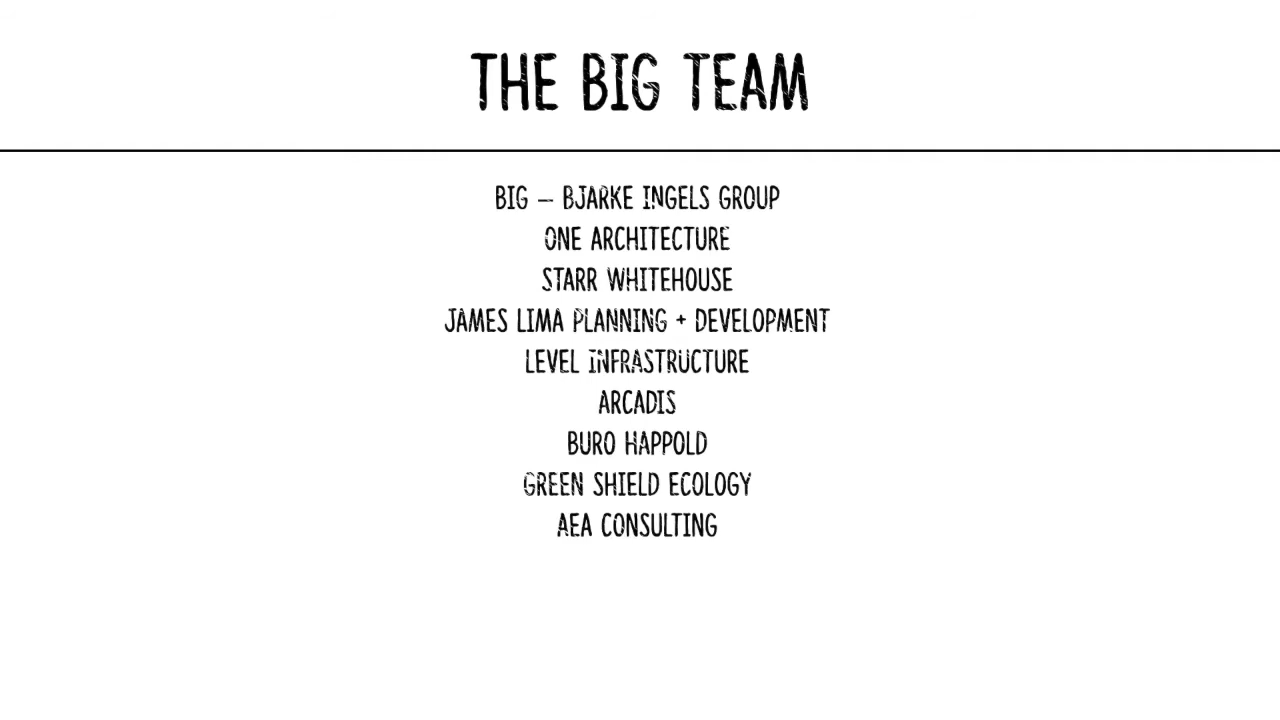 THE BIG TEAM
BIG – BJARKE INGELS GROUP
ONE ARCHITECTURE
STARR WHITEHOUSE
JAMES LIMA PLANNING + DEVELOPMENT
LEVEL INFRASTRUCTURE
ARCADIS
BURO HAPPOLD
GREEN SHIELD ECOLOGY
AEA CONSULTING